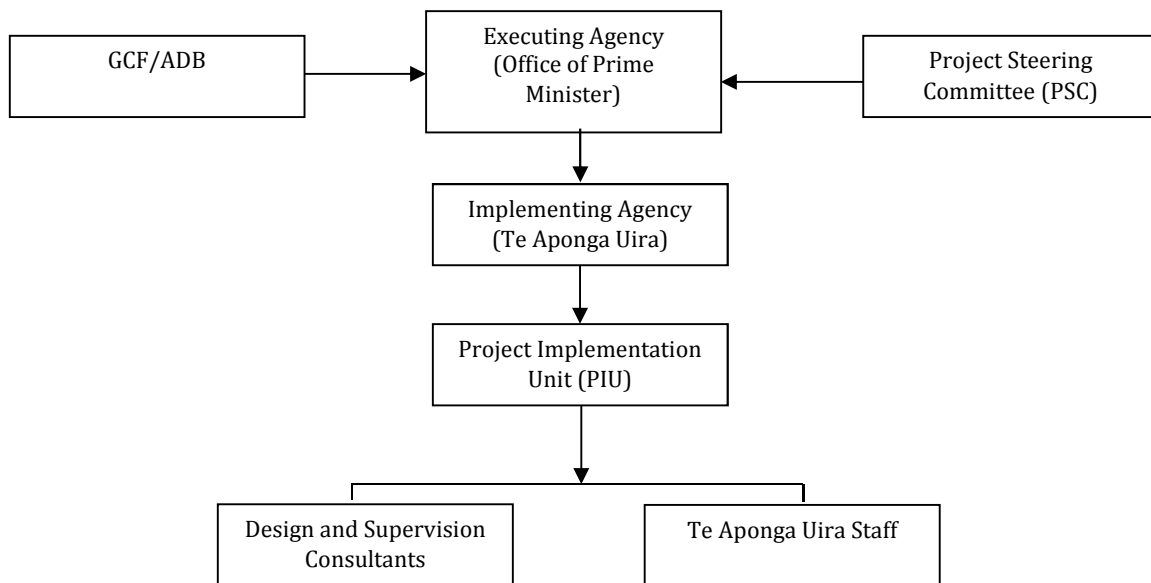 GCF/ADB
Executing Agency
(Office of Prime
Minister)
Project Steering
Committee (PSC)
Implementing Agency
(Te Aponga Uira)
Project Implementation
Unit (PIU)
Design and Supervision
Consultants
Te Aponga Uira Staff